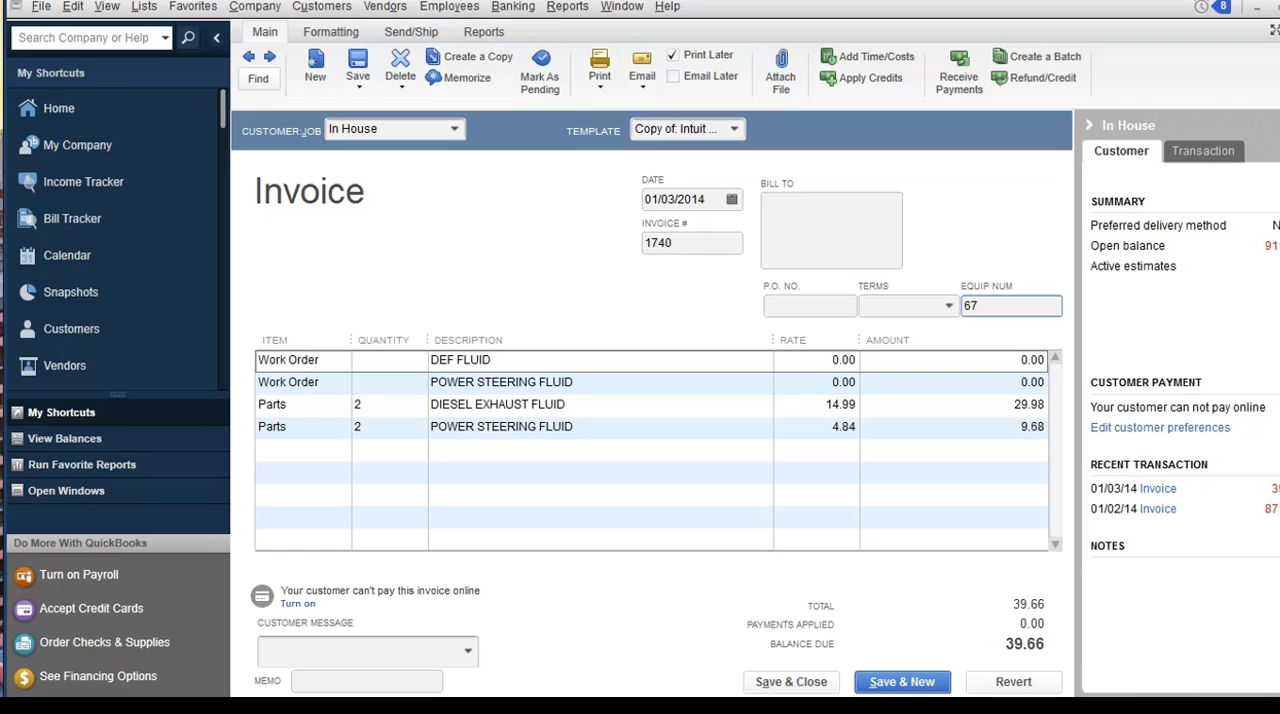 File Edit View Lists Favorites Company Customers Vendors Employees Banking Reports Window Help 8
Search Company or Help
Main Formatting Send/Ship Reports
Find New Save Delete Create a Copy Memorize Mark As Pending Print Email Print Later Email Later Attach File Add Time/Costs Apply Credits Receive Payments Create a Batch Refund/Credit
My Shortcuts
Home
My Company
Income Tracker
Bill Tracker
Calendar
31
Snapshots
Customers
Vendors
My Shortcuts
View Balances
Run Favorite Reports
Open Windows
Do More With QuickBooks
Turn on Payroll
Accept Credit Cards
Order Checks & Supplies
$
See Financing Options
CUSTOMER:JOB In House TEMPLATE Copy of: Intuit ...
Invoice
DATE
01/03/2014
INVOICE #
1740
BILL TO
P.O. NO. TERMS EQUIP NUM
67
ITEM QUANTITY DESCRIPTION RATE AMOUNT
Work Order DEF FLUID 0.00 0.00
Work Order POWER STEERING FLUID 0.00 0.00
Parts 2 DIESEL EXHAUST FLUID 14.99 29.98
Parts 2 POWER STEERING FLUID 4.84 9.68
Your customer can't pay this invoice online
Turn on
CUSTOMER MESSAGE
MEMO
TOTAL 39.66
PAYMENTS APPLIED 0.00
BALANCE DUE 39.66
Save & Close Save & New Revert
In House
Customer Transaction
SUMMARY
Preferred delivery method N
Open balance 91
Active estimates
CUSTOMER PAYMENT
Your customer can not pay online
Edit customer preferences
RECENT TRANSACTION
01/03/14 Invoice
01/02/14 Invoice 87
NOTES